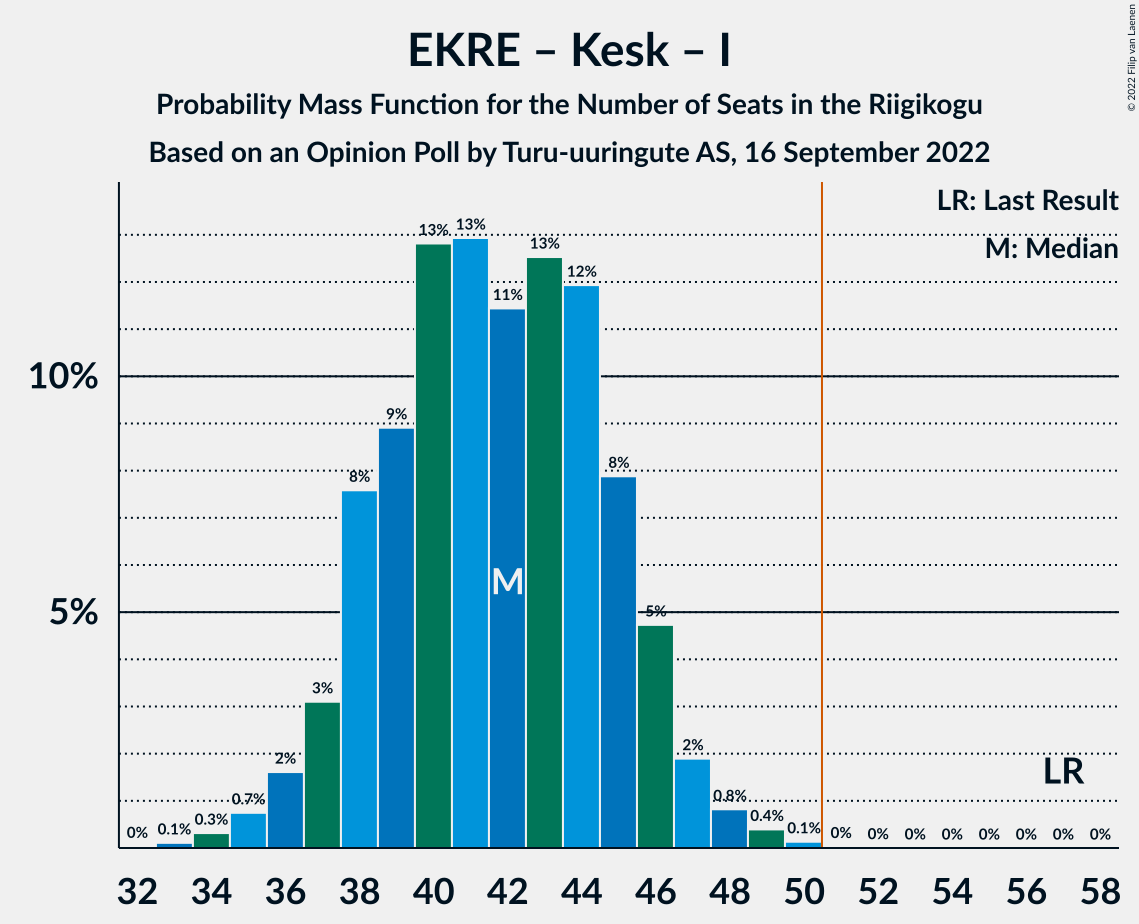 EKRE – Kesk – I
Probability Mass Function for the Number of Seats in the Riigikogu
Based on an Opinion Poll by Turu-uuringute AS, 16 September 2022
© 2022 Filip van Laenen
LR: Last Result
M: Median
10%
5%
0% 0.1% 0.3% 0.7% 2% 3% 8% 9% 13% 13% 11% 13% 12% 8% 5% 2% 0.8% 0.4% 0.1% 0% 0% 0% 0% 0% 0% 0% 0%
M
LR
32 34 36 38 40 42 44 46 48 50 52 54 56 58